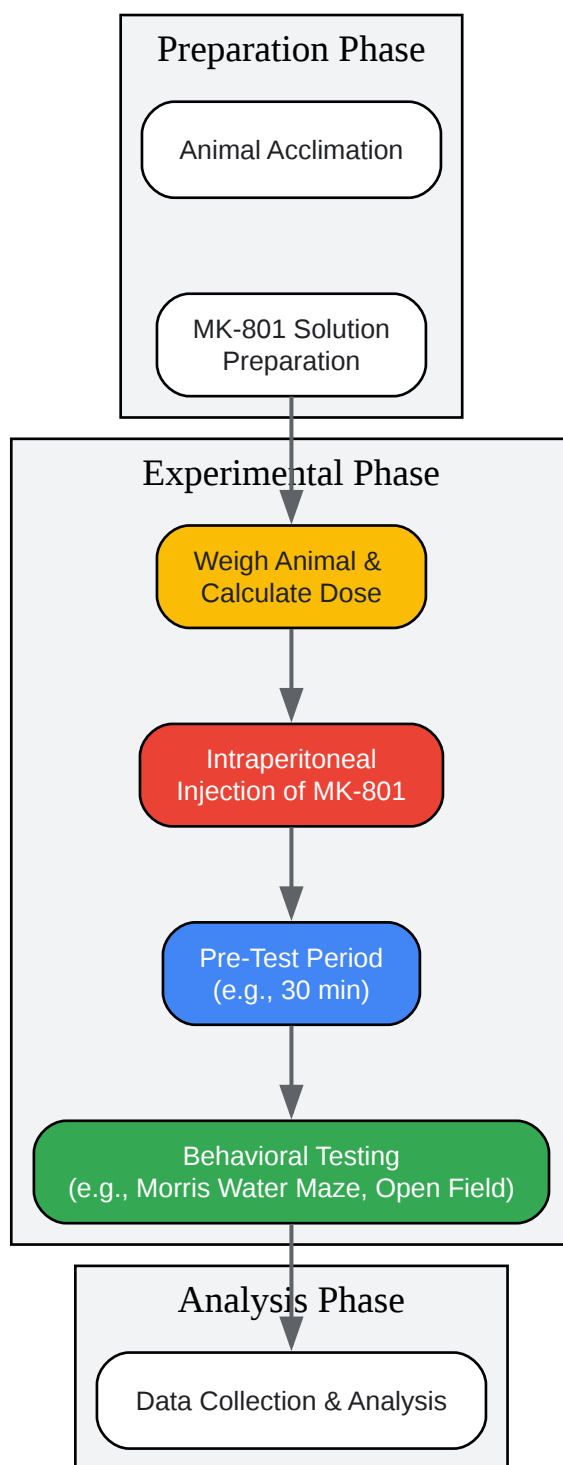 Preparation Phase
Animal Acclimation
MK-801 Solution
Preparation
Experimental Phase
Weigh Animal &
Calculate Dose
Intraperitoneal
Injection of MK-801
Pre-Test Period
(e.g., 30 min)
Behavioral Testing
(e.g., Morris Water Maze, Open Field)
Analysis Phase
Data Collection & Analysis